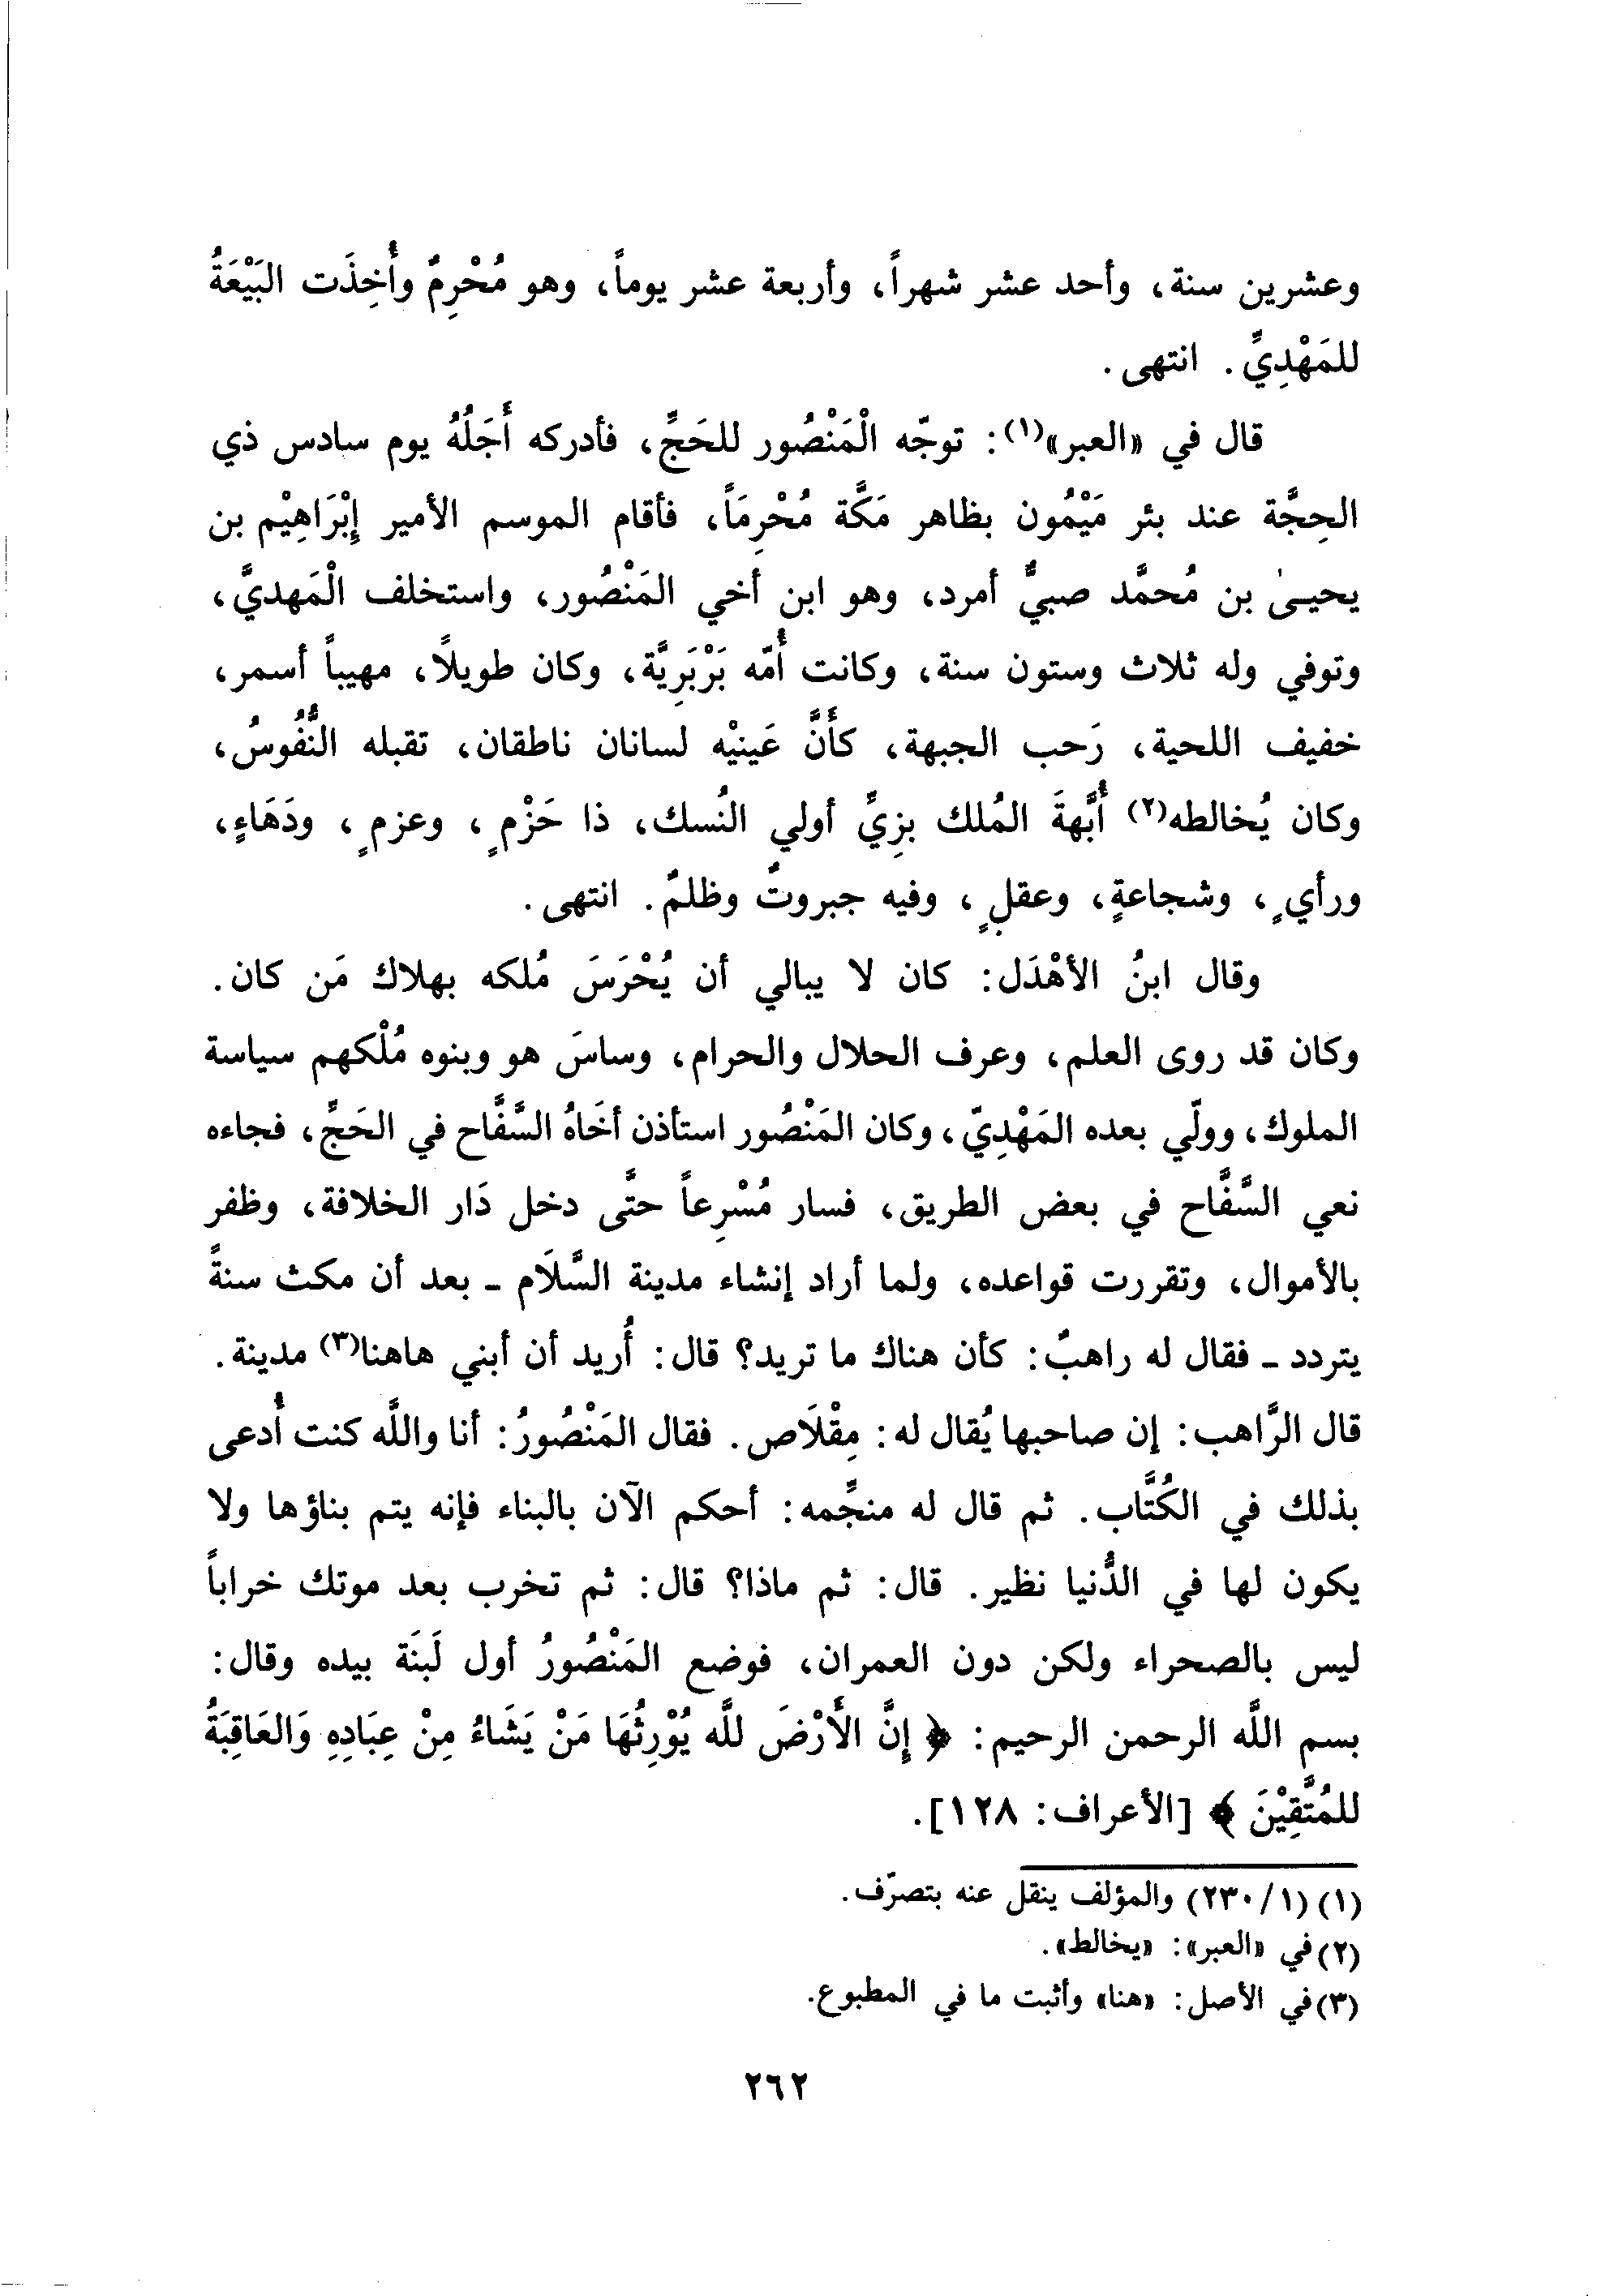 وعشرين سنة، وأحد عشر شهراً، وأربعة عشر يوماً، وهو مُحْرِمٌ وأُخِذَت البَيْعَةُ
للمَهْدِيِّ. انتهى.
قال في «العبر»(١): توجّه الْمَنْصُور للحَجِّ، فأدركه أَجَلُهُ يوم سادس ذي
الحِجَّة عند بئر مَيْمُون بظاهر مَكَّة مُحْرِمَاً، فأقام الموسم الأمير إِبْرَاهِيْم بن
يحيىٰ بن مُحمَّد صبيٌّ أمرد، وهو ابن أخي المَنْصُور، واستخلف الْمَهديَّ،
وتوفي وله ثلاث وستون سنة، وكانت أُمّه بَرْبَرِيَّة، وكان طويلاً، مهيباً أسمر،
خفيف اللحية، رَحب الجبهة، كأَنَّ عَينيْه لسانان ناطقان، تقبله النُّفُوسُ،
وكان يُخالطه(٢) أُبَّهةَ المُلك بزِيِّ أولي النُسك، ذا حَزْمٍ، وعزمٍ، ودَهَاءٍ،
ورأيٍ، وشجاعةٍ، وعقلٍ، وفيه جبروتٌ وظلمٌ. انتهى.
وقال ابنُ الأهْدَل: كان لا يبالي أن يُحْرَسَ مُلكه بهلاك مَن كان.
وكان قد روى العلم، وعرف الحلال والحرام، وساسَ هو وبنوه مُلْكهم سياسة
الملوك، وولّي بعده المَهْدِيّ، وكان المَنْصُور استأذن أخَاهُ السَّفَّاح في الحَجِّ، فجاءه
نعي السَّفَّاح في بعض الطريق، فسار مُسْرِعاً حتَّى دخل دَار الخلافة، وظفر
بالأموال، وتقررت قواعده، ولما أراد إنشاء مدينة السَّلَام - بعد أن مكث سنةً
يتردد - فقال له راهبٌ: كأن هناك ما تريد؟ قال: أُريد أن أبني هاهنا(٣) مدينة.
قال الرَّاهب: إن صاحبها يُقال له: مِقْلَاص. فقال المَنْصُورُ: أنا واللَّه كنت أُدعى
بذلك في الكُتَّاب. ثم قال له منجِّمه: أحكم الآن بالبناء فإنه يتم بناؤها ولا
يكون لها في الدُّنيا نظير. قال: ثم ماذا؟ قال: ثم تخرب بعد موتك خراباً
ليس بالصحراء ولكن دون العمران، فوضع المَنْصُورُ أول لَبنَة بيده وقال:
بسم اللَّه الرحمن الرحيم: ﴿ إِنَّ الأَرْضَ للَّه يُوْرِثُهَا مَنْ يَشَاءُ مِنْ عِبَادِهِ وَالعَاقِبَةُ
للمُتَّقِيْنَ ﴾ [الأعراف: ١٢٨].
(١) (١/ ٢٣٠) والمؤلف ينقل عنه بتصرّف.
(٢) في «العبر»: «يخالط».
(٣) في الأصل: «هنا» وأثبت ما في المطبوع.
٢٦٢